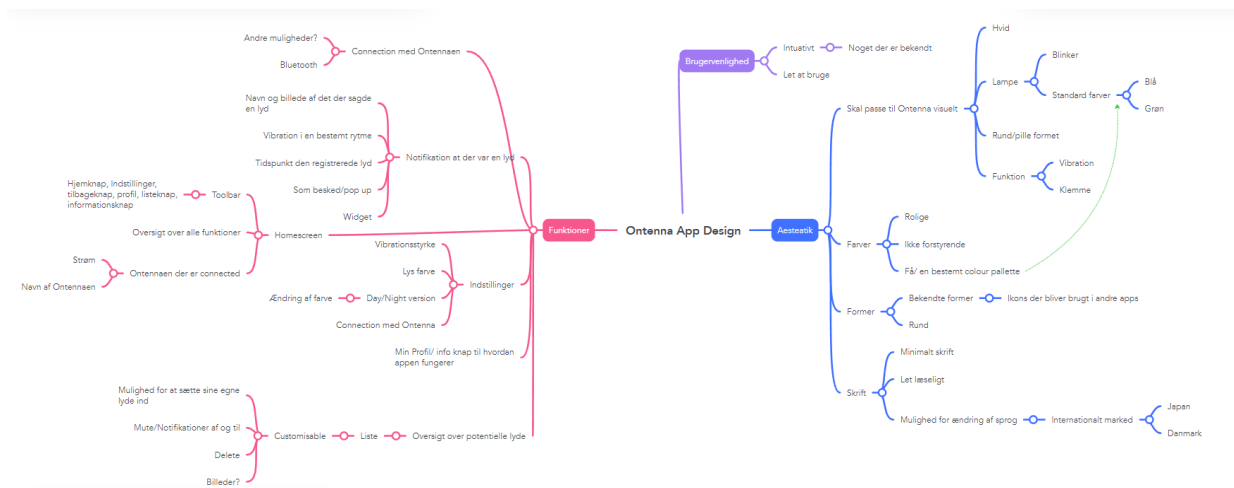 Ontenna App Design
Funktioner
Connection med Ontennaen
Andre muligheder?
Bluetooth
Notifikation at der var en lyd
Navn og billede af det der sagde
en lyd
Vibration i en bestemt rytme
Tidspunkt den registrerede lyd
Som besked/pop up
Widget
Homescreen
Toolbar
Hjemknap, Indstillinger,
tilbageknap, profil, listeknap,
informationsknap
Oversigt over alle funktioner
Ontennaen der er connected
Strøm
Navn af Ontennaen
Indstillinger
Vibrationsstyrke
Lys farve
Day/Night version
Ændring af farve
Connection med Ontenna
Min Profil/ info knap til hvordan
appen fungerer
Oversigt over potentielle lyde
Liste
Customisable
Mulighed for at sætte sine egne
lyde ind
Mute/Notifikationer af og til
Delete
Billeder?
Brugervenlighed
Intuativt
Noget der er bekendt
Let at bruge
Aesteatik
Skal passe til Ontenna visuelt
Hvid
Lampe
Blinker
Standard farver
Blå
Grøn
Rund/pille formet
Funktion
Vibration
Klemme
Farver
Rolige
Ikke forstyrende
Få/ en bestemt colour pallette
Former
Bekendte former
Ikons der bliver brugt i andre apps
Rund
Skrift
Minimalt skrift
Let læseligt
Mulighed for ændring af sprog
Internationalt marked
Japan
Danmark